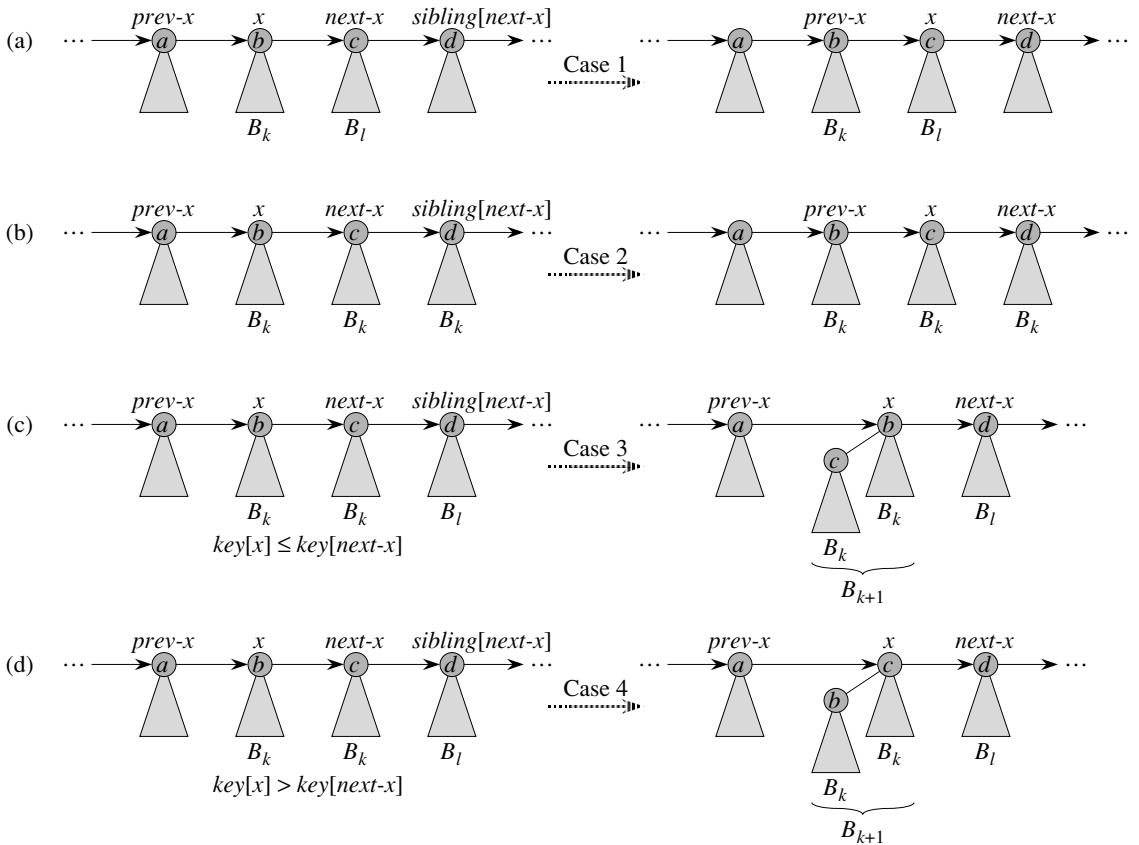 prev-x x next-x sibling[next-x] prev-x x next-x
(a) ··· a b c d ··· ··· a b c d ···
Case 1
B_k B_l B_k B_l
prev-x x next-x sibling[next-x] prev-x x next-x
(b) ··· a b c d ··· ··· a b c d ···
Case 2
B_k B_k B_k B_k B_k B_k
prev-x x next-x sibling[next-x] prev-x x next-x
(c) ··· a b c d ··· ··· a b d ···
Case 3
c
B_k B_k B_l B_k B_l
key[x] ≤ key[next-x] B_k
B_{k+1}
prev-x x next-x sibling[next-x] prev-x x next-x
(d) ··· a b c d ··· ··· a c d ···
Case 4
b
B_k B_k B_l B_k B_l
key[x] > key[next-x] B_k
B_{k+1}